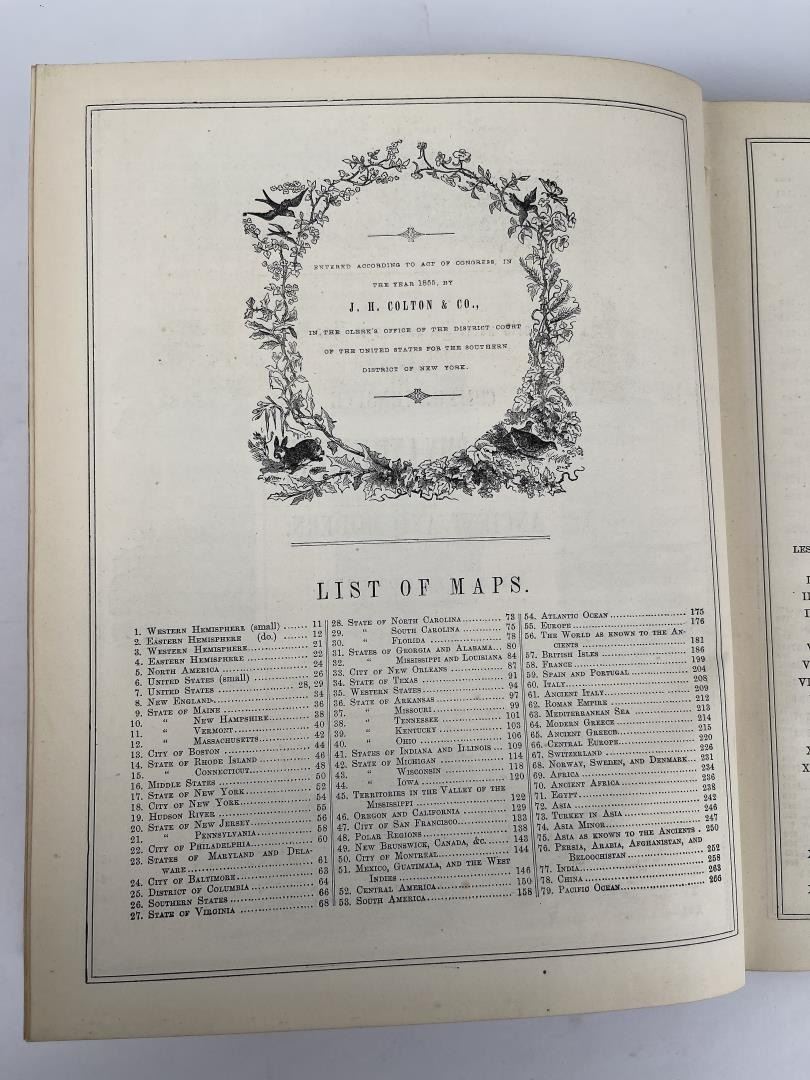 ENTERED ACCORDING TO ACT OF CONGRESS, IN
THE YEAR 1855, BY
J. H. COLTON & CO.,
IN THE CLERK'S OFFICE OF THE DISTRICT COURT
OF THE UNITED STATES FOR THE SOUTHERN
DISTRICT OF NEW YORK.
LIST OF MAPS.
1. WESTERN HEMISPHERE (small) ...... 11
2. EASTERN HEMISPHERE (do.) ...... 12
3. WESTERN HEMISPHERE ...... 21
4. EASTERN HEMISPHERE ...... 22
5. NORTH AMERICA ...... 24
6. UNITED STATES (small) ...... 26
7. UNITED STATES ...... 28, 29
8. NEW ENGLAND ...... 34
9. STATE OF MAINE ...... 36
10. " NEW HAMPSHIRE ...... 38
11. " VERMONT ...... 40
12. " MASSACHUSETTS ...... 42
13. CITY OF BOSTON ...... 44
14. STATE OF RHODE ISLAND ...... 46
15. " CONNECTICUT ...... 48
16. MIDDLE STATES ...... 50
17. STATE OF NEW YORK ...... 52
18. CITY OF NEW YORK ...... 54
19. HUDSON RIVER ...... 55
20. STATE OF NEW JERSEY ...... 56
21. " PENNSYLVANIA ...... 58
22. CITY OF PHILADELPHIA ...... 60
23. STATES OF MARYLAND AND DELA-
WARE ...... 61
24. CITY OF BALTIMORE ...... 63
25. DISTRICT OF COLUMBIA ...... 64
26. SOUTHERN STATES ...... 66
27. STATE OF VIRGINIA ...... 68
28. STATE OF NORTH CAROLINA ...... 73
29. " SOUTH CAROLINA ...... 75
30. " FLORIDA ...... 78
31. STATES OF GEORGIA AND ALABAMA ... 80
32. " MISSISSIPPI AND LOUISIANA 84
33. CITY OF NEW ORLEANS ...... 87
34. STATE OF TEXAS ...... 91
35. WESTERN STATES ...... 94
36. STATE OF ARKANSAS ...... 97
37. " MISSOURI ...... 99
38. " TENNESSEE ...... 101
39. " KENTUCKY ...... 103
40. " OHIO ...... 106
41. STATES OF INDIANA AND ILLINOIS ... 109
42. STATE OF MICHIGAN ...... 114
43. " WISCONSIN ...... 118
44. " IOWA ...... 120
45. TERRITORIES IN THE VALLEY OF THE
MISSISSIPPI ...... 122
46. OREGON AND CALIFORNIA ...... 129
47. CITY OF SAN FRANCISCO ...... 133
48. POLAR REGIONS ...... 138
49. NEW BRUNSWICK, CANADA, &c. ...... 143
50. CITY OF MONTREAL ...... 144
51. MEXICO, GUATIMALA, AND THE WEST
INDIES ...... 146
52. CENTRAL AMERICA ...... 150
53. SOUTH AMERICA ...... 158
54. ATLANTIC OCEAN ...... 175
55. EUROPE ...... 176
56. THE WORLD AS KNOWN TO THE AN-
CIENTS ...... 181
57. BRITISH ISLES ...... 186
58. FRANCE ...... 199
59. SPAIN AND PORTUGAL ...... 204
60. ITALY ...... 208
61. ANCIENT ITALY ...... 209
62. ROMAN EMPIRE ...... 212
63. MEDITERRANEAN SEA ...... 213
64. MODERN GREECE ...... 214
65. ANCIENT GREECE ...... 215
66. CENTRAL EUROPE ...... 220
67. SWITZERLAND ...... 226
68. NORWAY, SWEDEN, AND DENMARK ... 231
69. AFRICA ...... 234
70. ANCIENT AFRICA ...... 236
71. EGYPT ...... 238
72. ASIA ...... 242
73. TURKEY IN ASIA ...... 246
74. ASIA MINOR ...... 247
75. ASIA AS KNOWN TO THE ANCIENTS . 250
76. PERSIA, ARABIA, AFGHANISTAN, AND
BELOOCHISTAN ...... 252
77. INDIA ...... 258
78. CHINA ...... 263
79. PACIFIC OCEAN ...... 266
LES